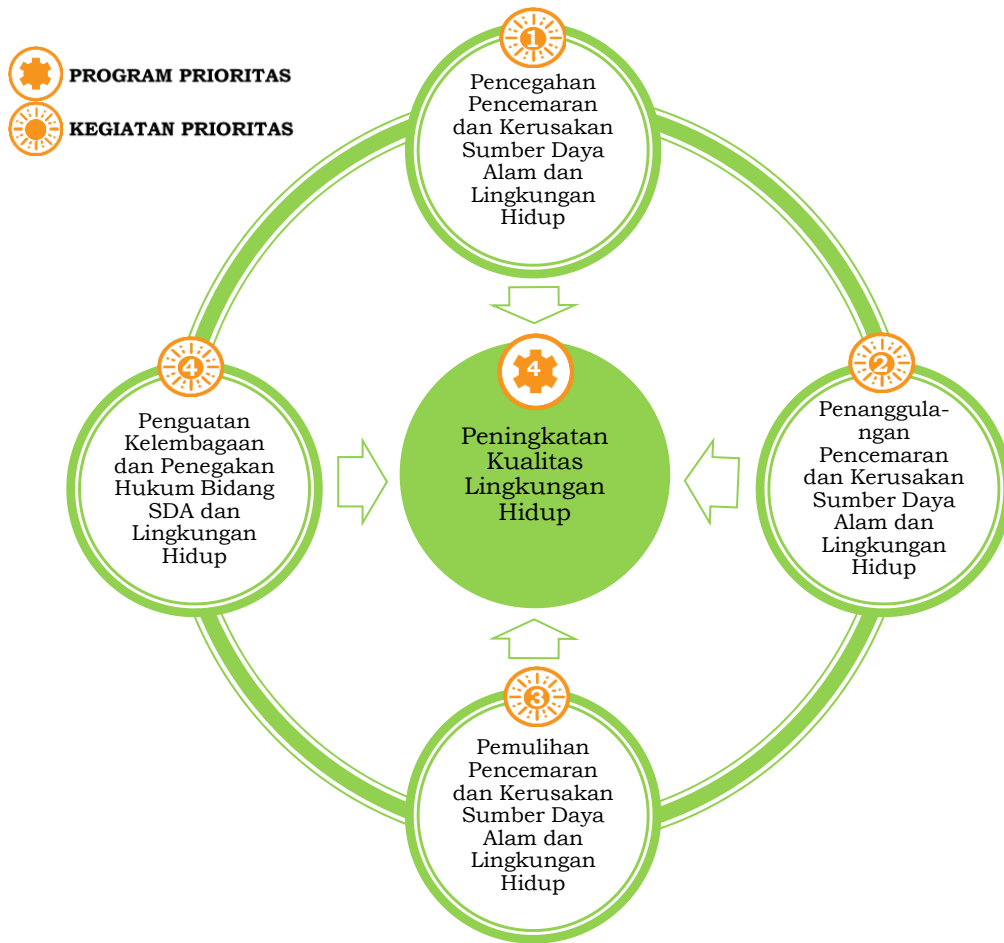 PROGRAM PRIORITAS
KEGIATAN PRIORITAS
1
Pencegahan
Pencemaran
dan Kerusakan
Sumber Daya
Alam dan
Lingkungan
Hidup
2
Penanggula-
ngan
Pencemaran
dan Kerusakan
Sumber Daya
Alam dan
Lingkungan
Hidup
3
Pemulihan
Pencemaran
dan Kerusakan
Sumber Daya
Alam dan
Lingkungan
Hidup
4
Penguatan
Kelembagaan
dan Penegakan
Hukum Bidang
SDA dan
Lingkungan
Hidup
4
Peningkatan
Kualitas
Lingkungan
Hidup